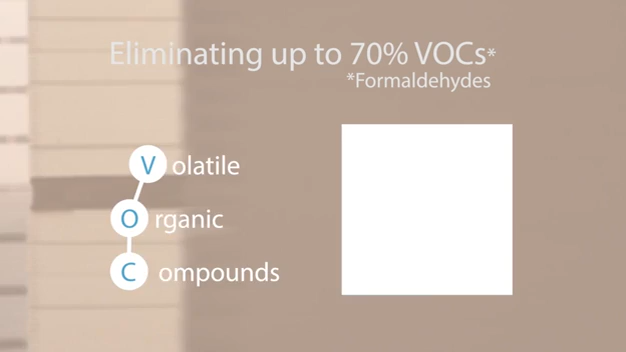 Eliminating up to 70% VOCs*
*Formaldehydes
Volatile
Organic
Compounds